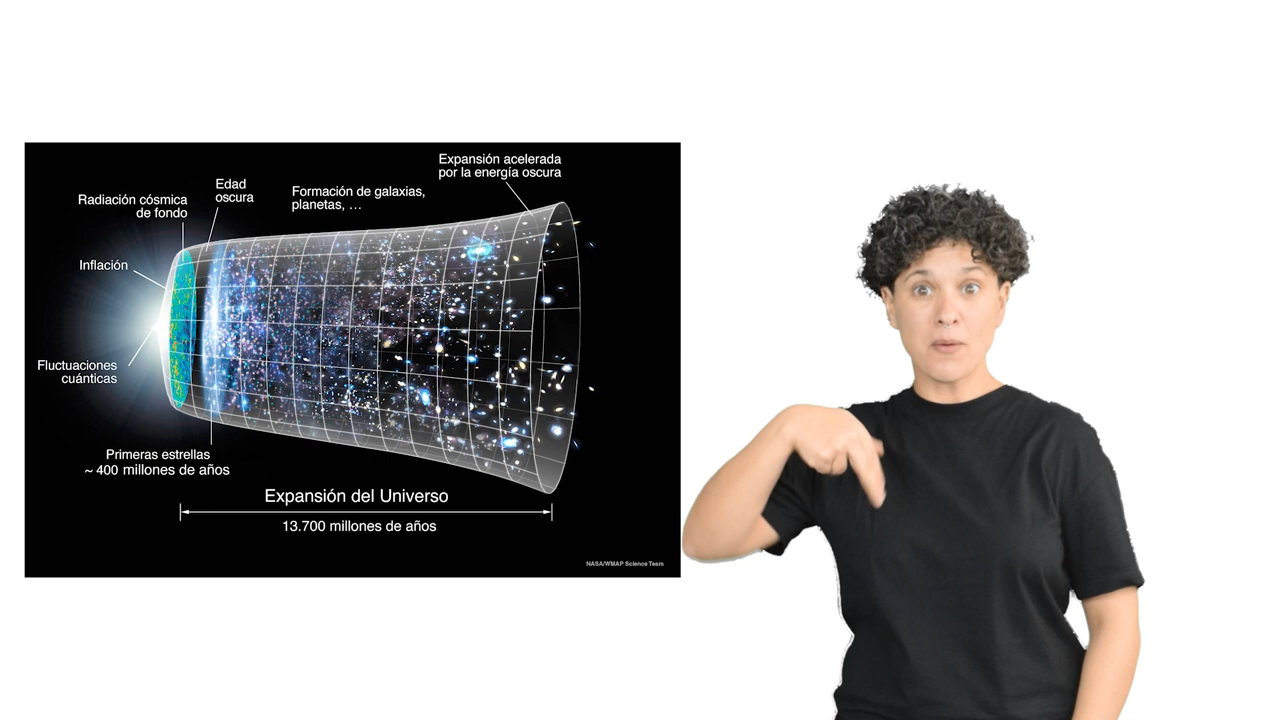 Expansión acelerada
por la energía oscura
Edad
oscura
Formación de galaxias,
planetas, …
Radiación cósmica
de fondo
Inflación
Fluctuaciones
cuánticas
Primeras estrellas
~ 400 millones de años
Expansión del Universo
13.700 millones de años
NASA/WMAP Science Team